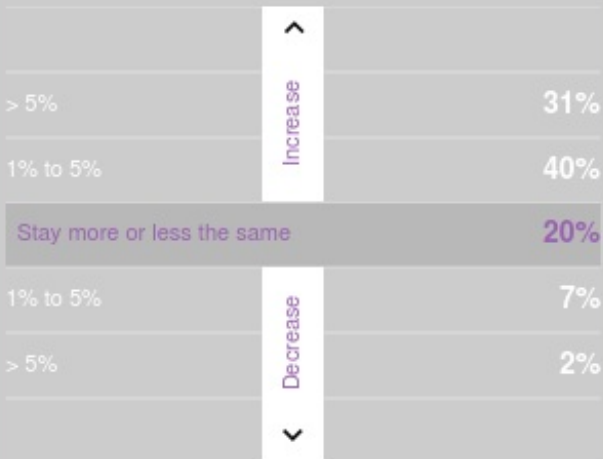 Increase
> 5% 31%
1% to 5% 40%
Stay more or less the same 20%
Decrease
1% to 5% 7%
> 5% 2%